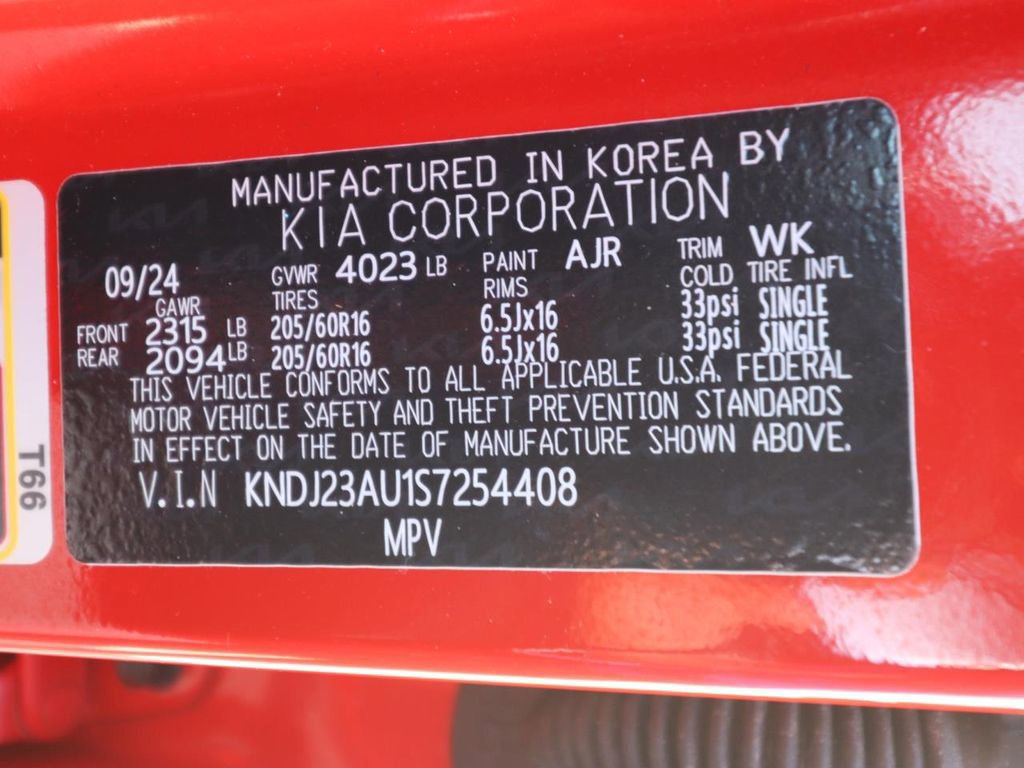 MANUFACTURED IN KOREA BY
KIA CORPORATION
09/24 GVWR 4023 LB PAINT AJR TRIM WK
GAWR TIRES RIMS COLD TIRE INFL
FRONT 2315 LB 205/60R16 6.5Jx16 33psi SINGLE
REAR 2094 LB 205/60R16 6.5Jx16 33psi SINGLE
THIS VEHICLE CONFORMS TO ALL APPLICABLE U.S.A. FEDERAL
MOTOR VEHICLE SAFETY AND THEFT PREVENTION STANDARDS
IN EFFECT ON THE DATE OF MANUFACTURE SHOWN ABOVE.
V.I.N KNDJ23AU1S7254408
MPV
T66